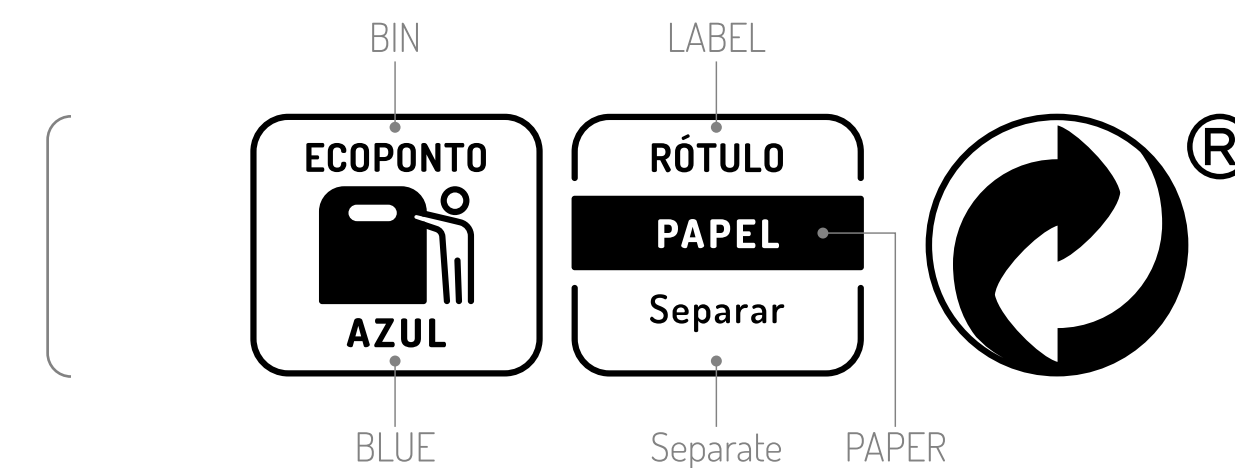 BIN
LABEL
ECOPONTO
AZUL
RÓTULO
PAPEL
Separar
®
BLUE
Separate
PAPER